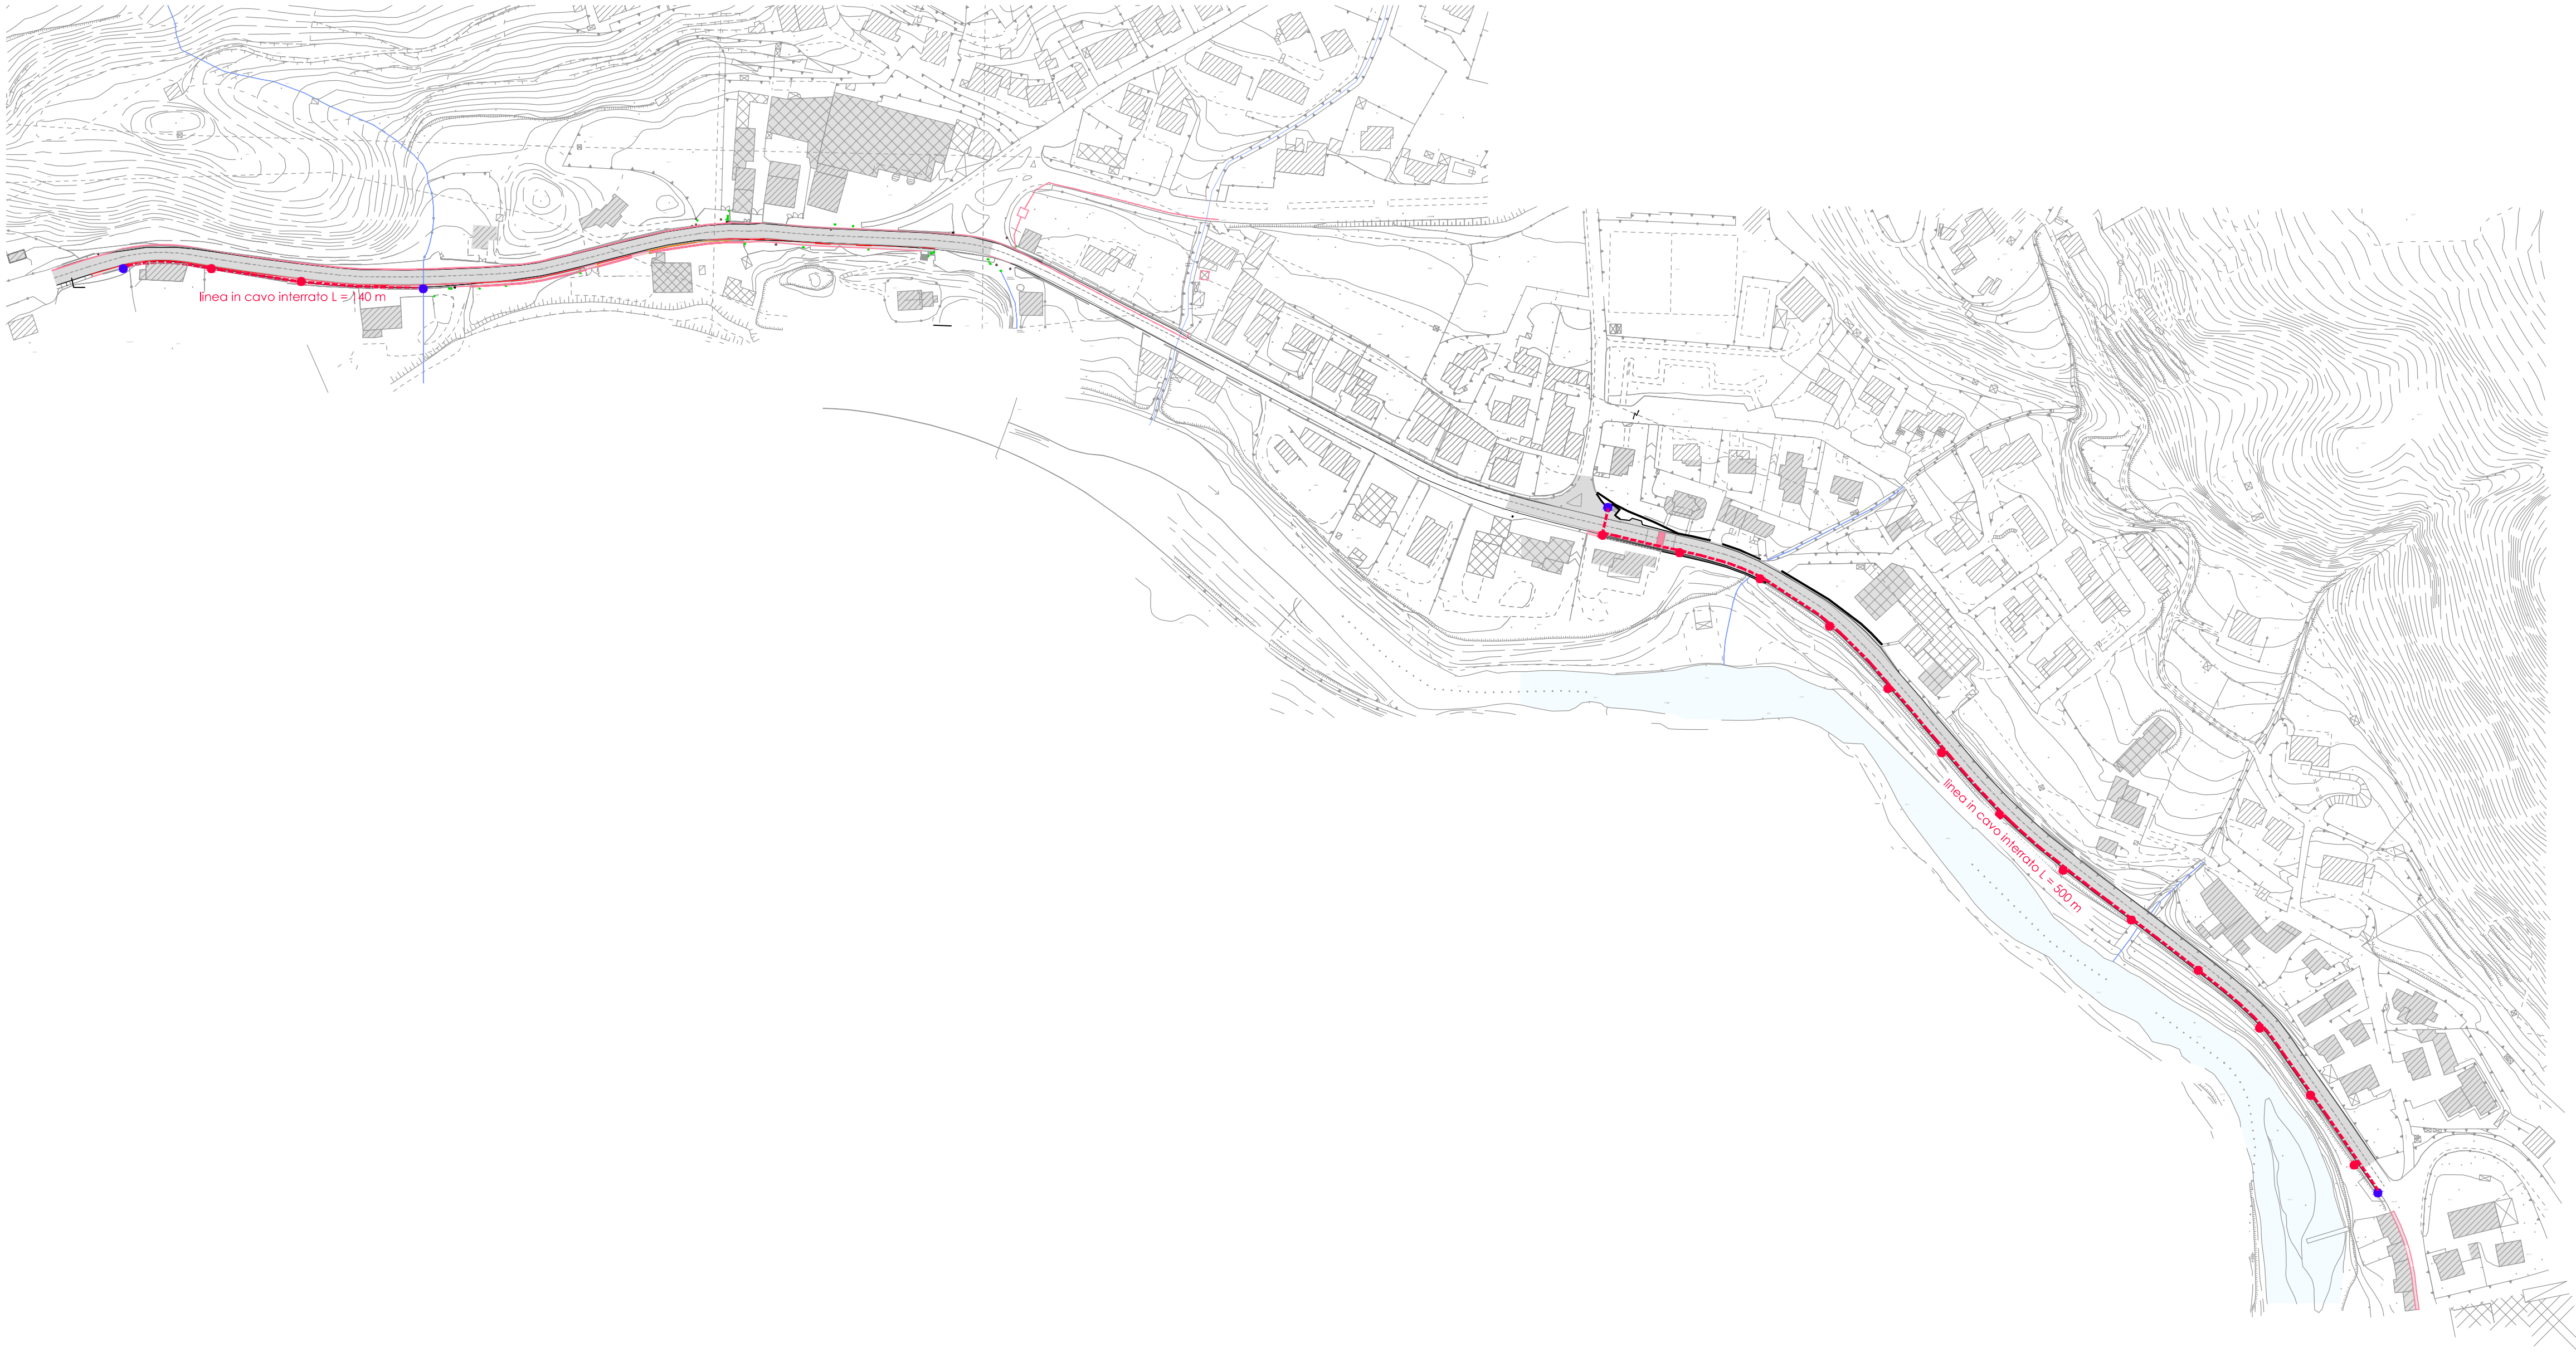 linea in cavo interrato L = 140 m
linea in cavo interrato L = 500 m